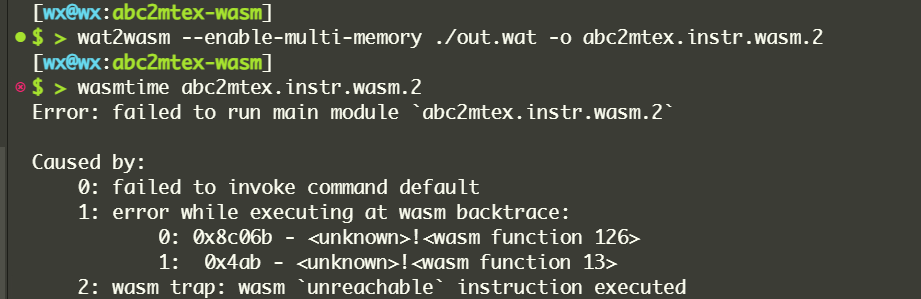 [wx@wx:abc2mtex-wasm]
$ > wat2wasm --enable-multi-memory ./out.wat -o abc2mtex.instr.wasm.2
[wx@wx:abc2mtex-wasm]
$ > wasmtime abc2mtex.instr.wasm.2
Error: failed to run main module `abc2mtex.instr.wasm.2`
Caused by:
0: failed to invoke command default
1: error while executing at wasm backtrace:
0: 0x8c06b - <unknown>!<wasm function 126>
1: 0x4ab - <unknown>!<wasm function 13>
2: wasm trap: wasm `unreachable` instruction executed